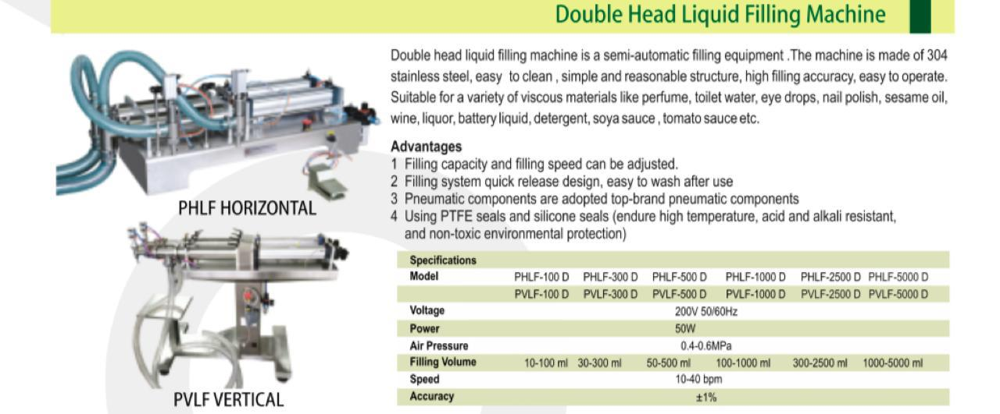 Double Head Liquid Filling Machine
Double head liquid filling machine is a semi-automatic filling equipment .The machine is made of 304
stainless steel, easy to clean , simple and reasonable structure, high filling accuracy, easy to operate.
Suitable for a variety of viscous materials like perfume, toilet water, eye drops, nail polish, sesame oil,
wine, liquor, battery liquid, detergent, soya sauce , tomato sauce etc.
Advantages
1 Filling capacity and filling speed can be adjusted.
2 Filling system quick release design, easy to wash after use
3 Pneumatic components are adopted top-brand pneumatic components
4 Using PTFE seals and silicone seals (endure high temperature, acid and alkali resistant,
and non-toxic environmental protection)
PHLF HORIZONTAL
PVLF VERTICAL
Specifications
Model PHLF-100 D PHLF-300 D PHLF-500 D PHLF-1000 D PHLF-2500 D PHLF-5000 D
PVLF-100 D PVLF-300 D PVLF-500 D PVLF-1000 D PVLF-2500 D PVLF-5000 D
Voltage 200V 50/60Hz
Power 50W
Air Pressure 0.4-0.6MPa
Filling Volume 10-100 ml 30-300 ml 50-500 ml 100-1000 ml 300-2500 ml 1000-5000 ml
Speed 10-40 bpm
Accuracy ±1%